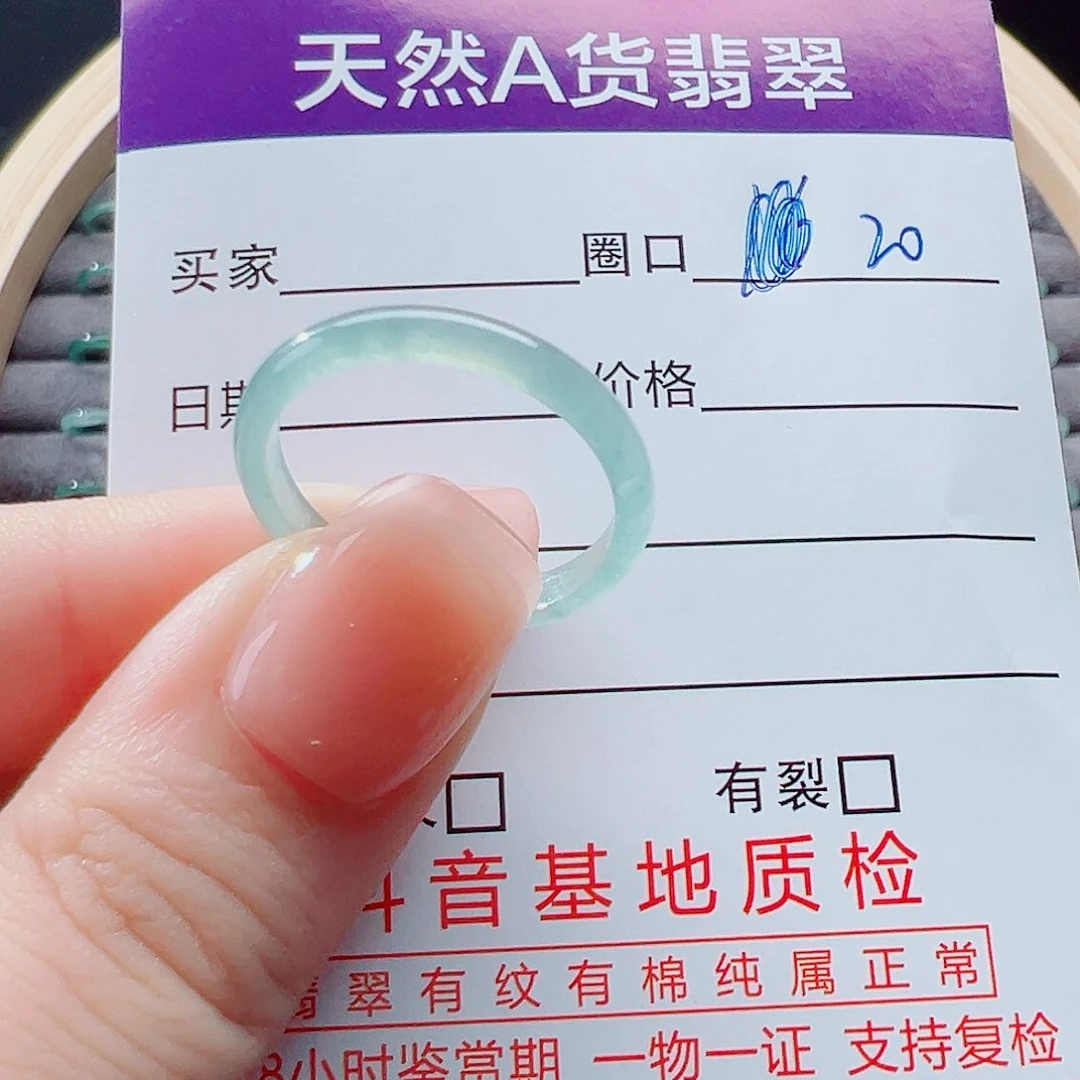 天然A货翡翠
买家 圈口 20
日期 价格
有裂
音基地质检
翠有纹有棉纯属正常
8小时鉴赏期 一物一证 支持复检